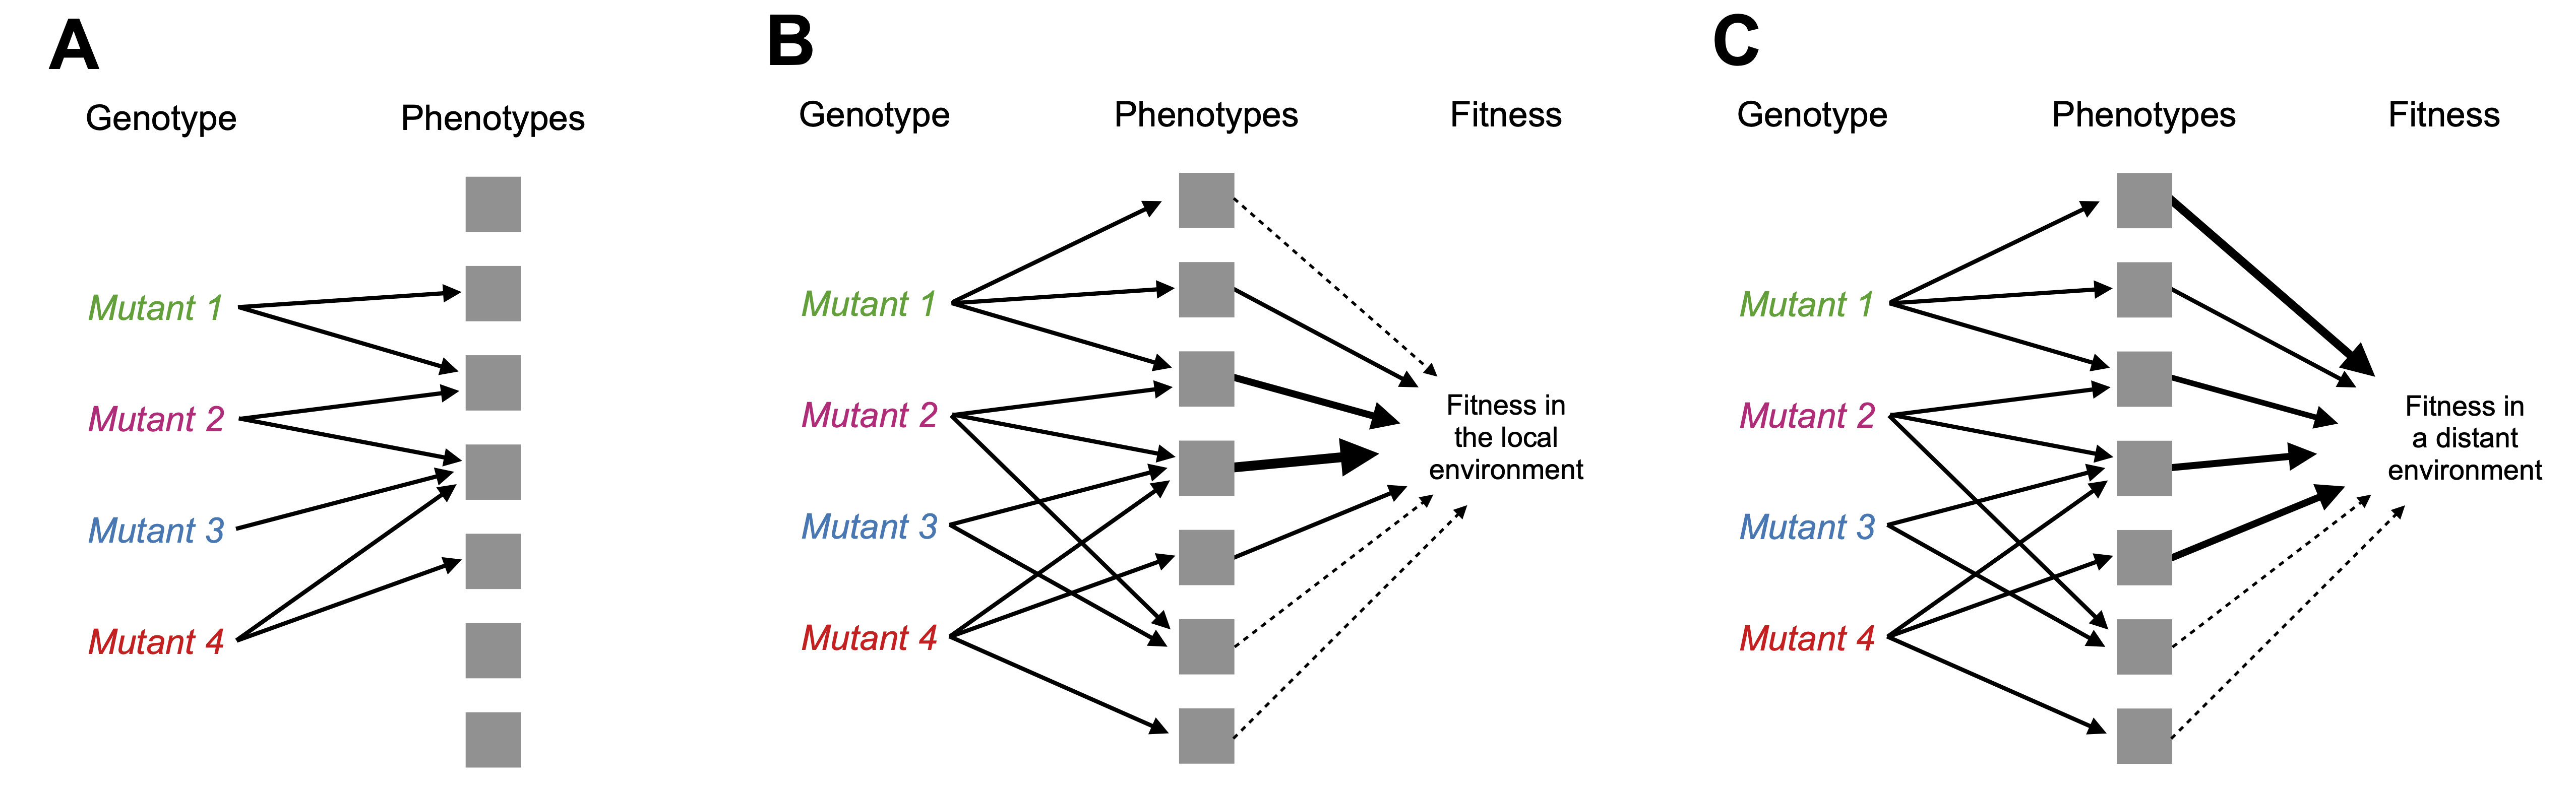 A
Genotype
Phenotypes
Mutant 1
Mutant 2
Mutant 3
Mutant 4
B
Genotype
Phenotypes
Fitness
Mutant 1
Mutant 2
Mutant 3
Mutant 4
Fitness in
the local
environment
C
Genotype
Phenotypes
Fitness
Mutant 1
Mutant 2
Mutant 3
Mutant 4
Fitness in
a distant
environment